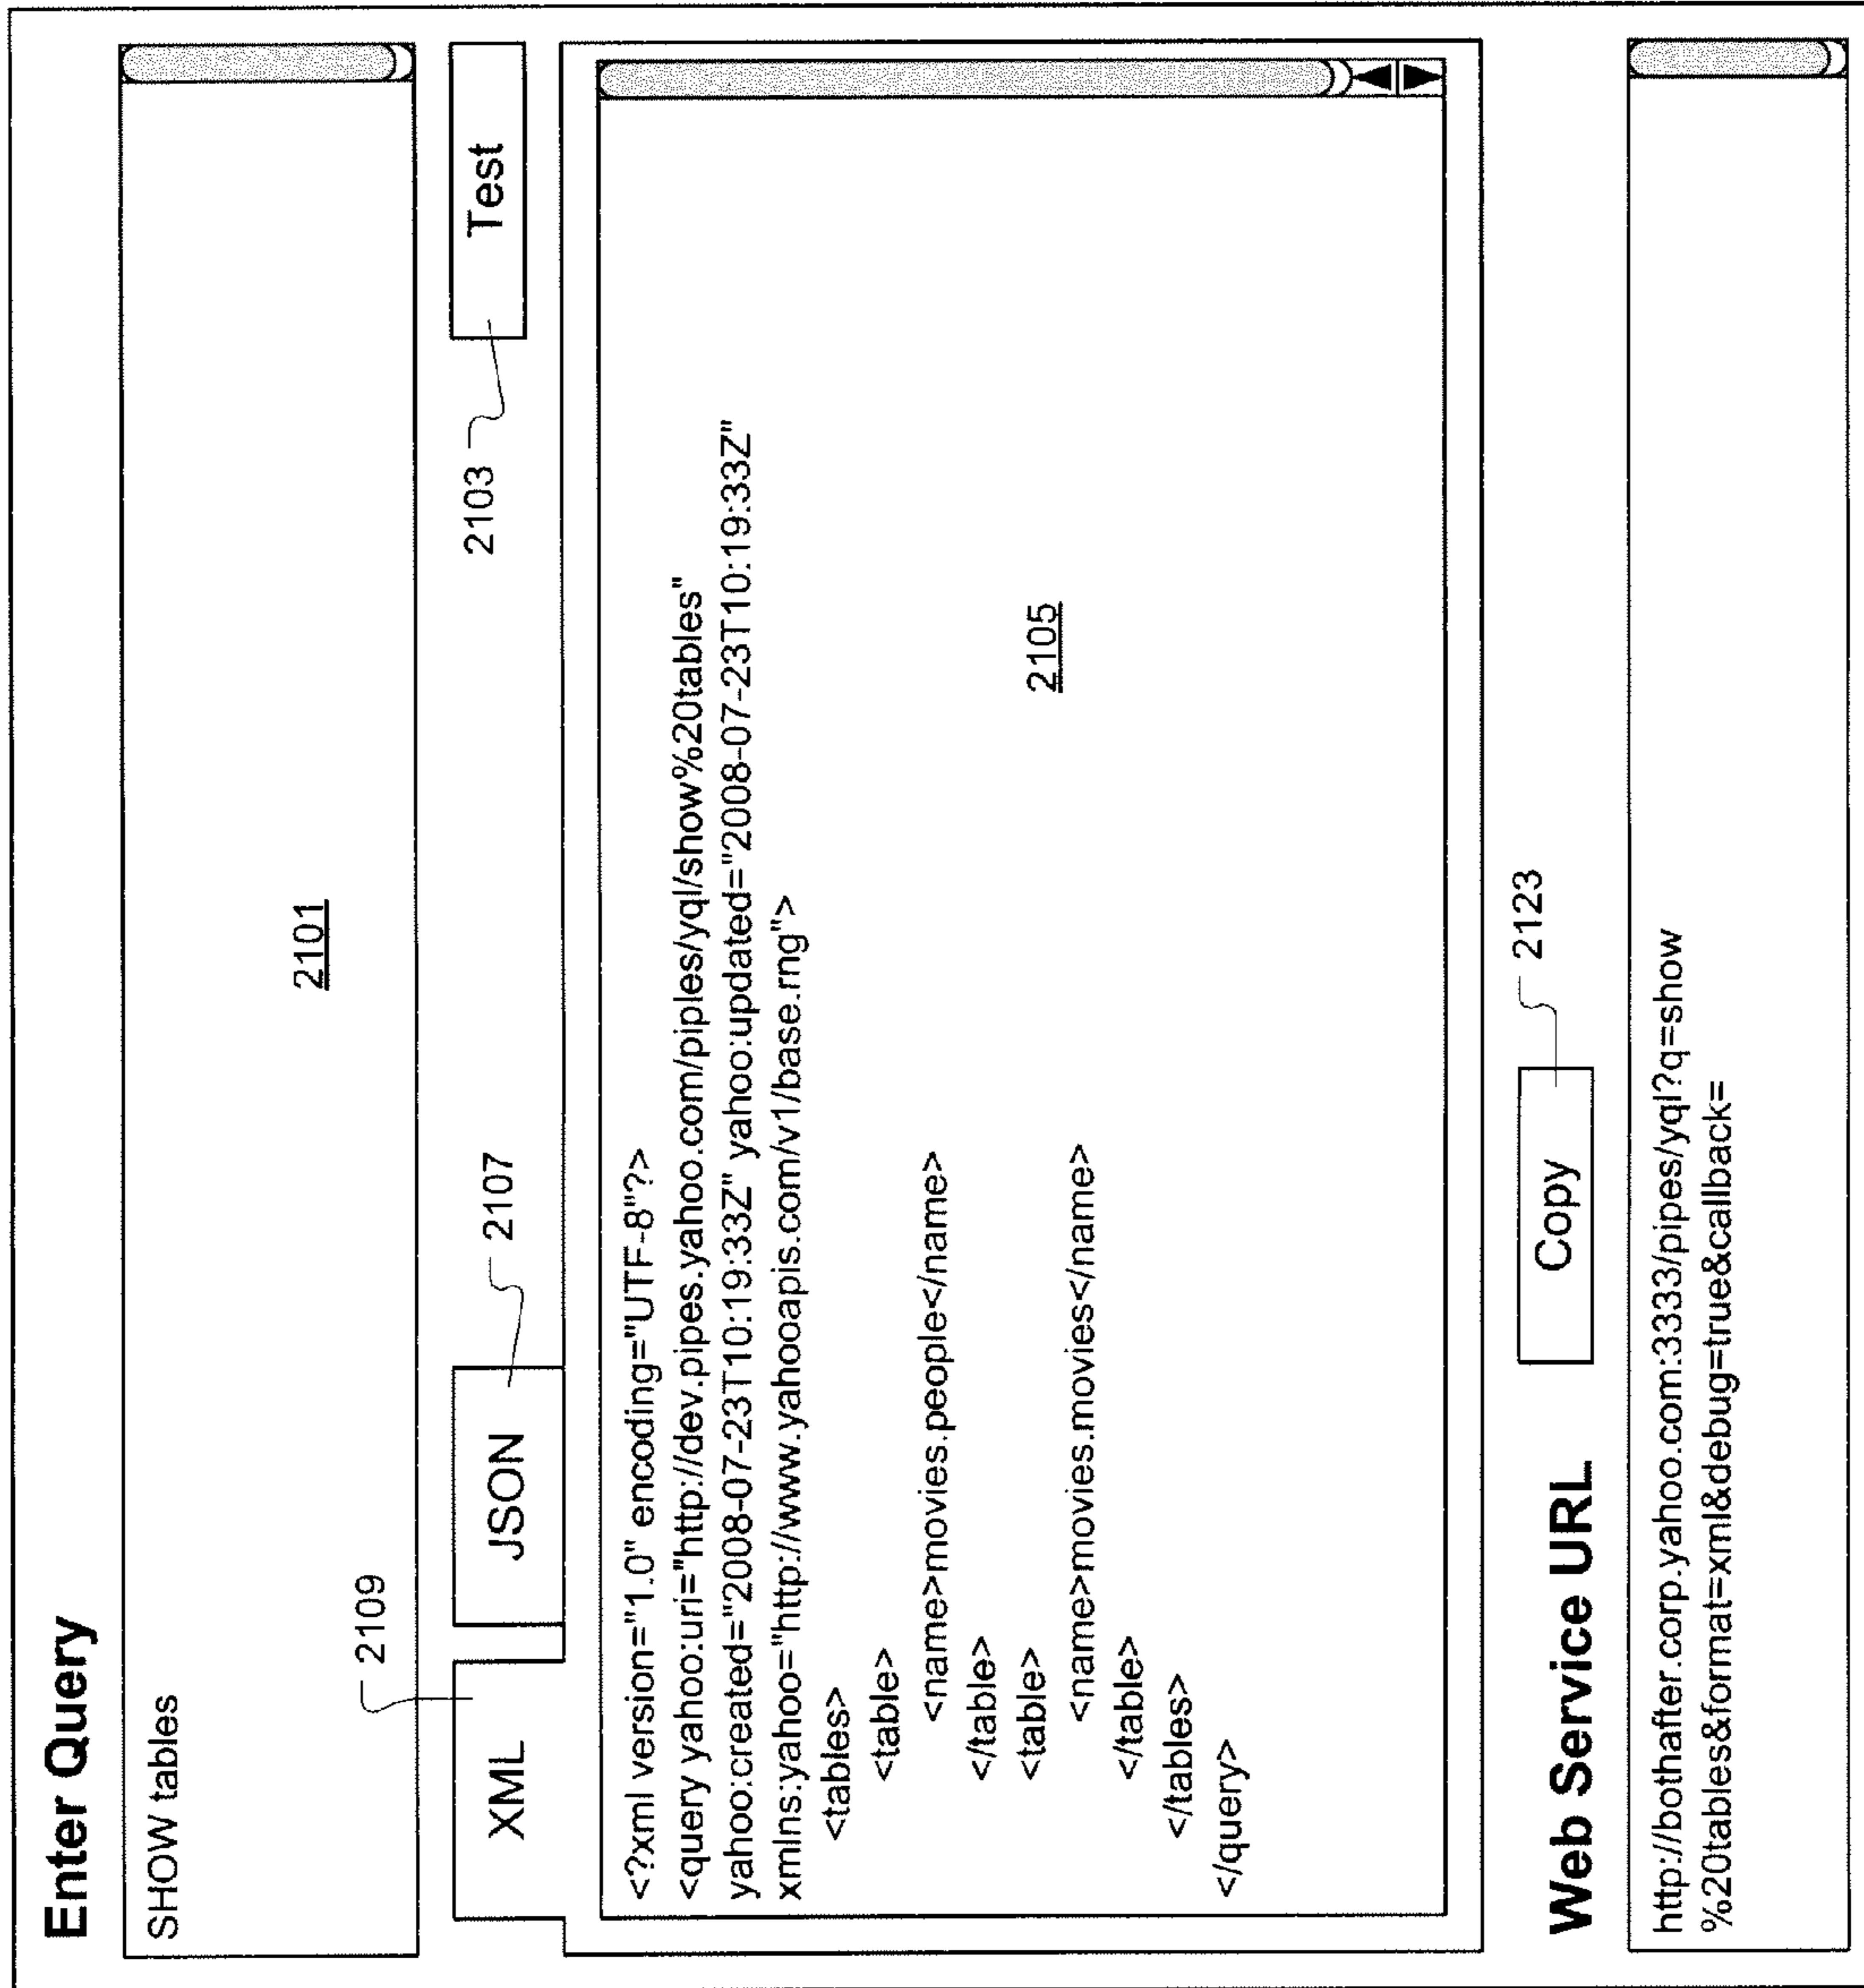 Enter Query
SHOW tables
2101
2109
XML
JSON
2107
2103
Test
<?xml version="1.0" encoding="UTF-8"?>
<query yahoo:uri="http://dev.pipes.yahoo.com/piples/yql/show%20tables"
yahoo:created="2008-07-23T10:19:33Z" yahoo:updated="2008-07-23T10:19:33Z"
xmlns:yahoo="http://www.yahooapis.com/v1/base.rng">
<tables>
<table>
<name>movies.people</name>
</table>
<table>
<name>movies.movies</name>
</table>
</tables>
</query>
2105
Web Service URL
Copy
2123
http://bothafter.corp.yahoo.com:3333/pipes/yql?q=show
%20tables&format=xml&debug=true&callback=